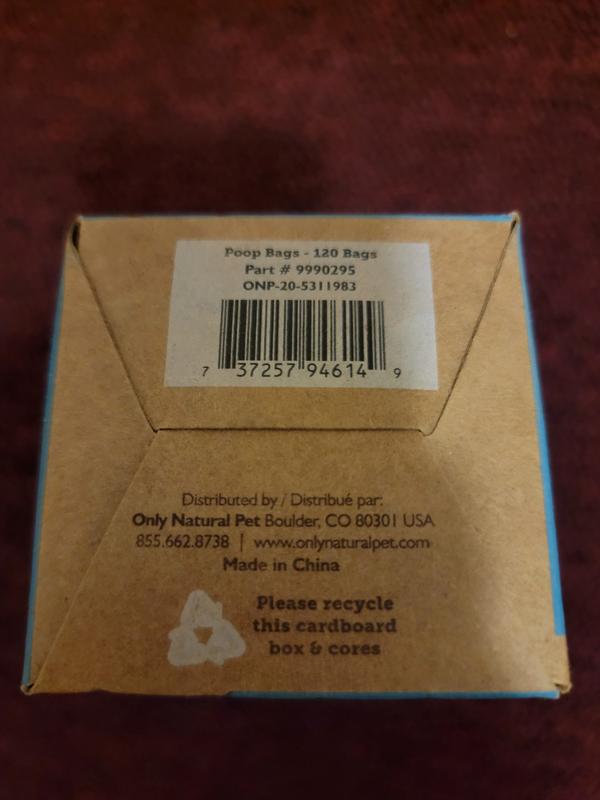 Poop Bags - 120 Bags
Part # 9990295
ONP-20-5311983
7 37257 94614 9
Distributed by / Distribué par:
Only Natural Pet Boulder, CO 80301 USA
855.662.8738 | www.onlynaturalpet.com
Made in China
Please recycle
this cardboard
box & cores